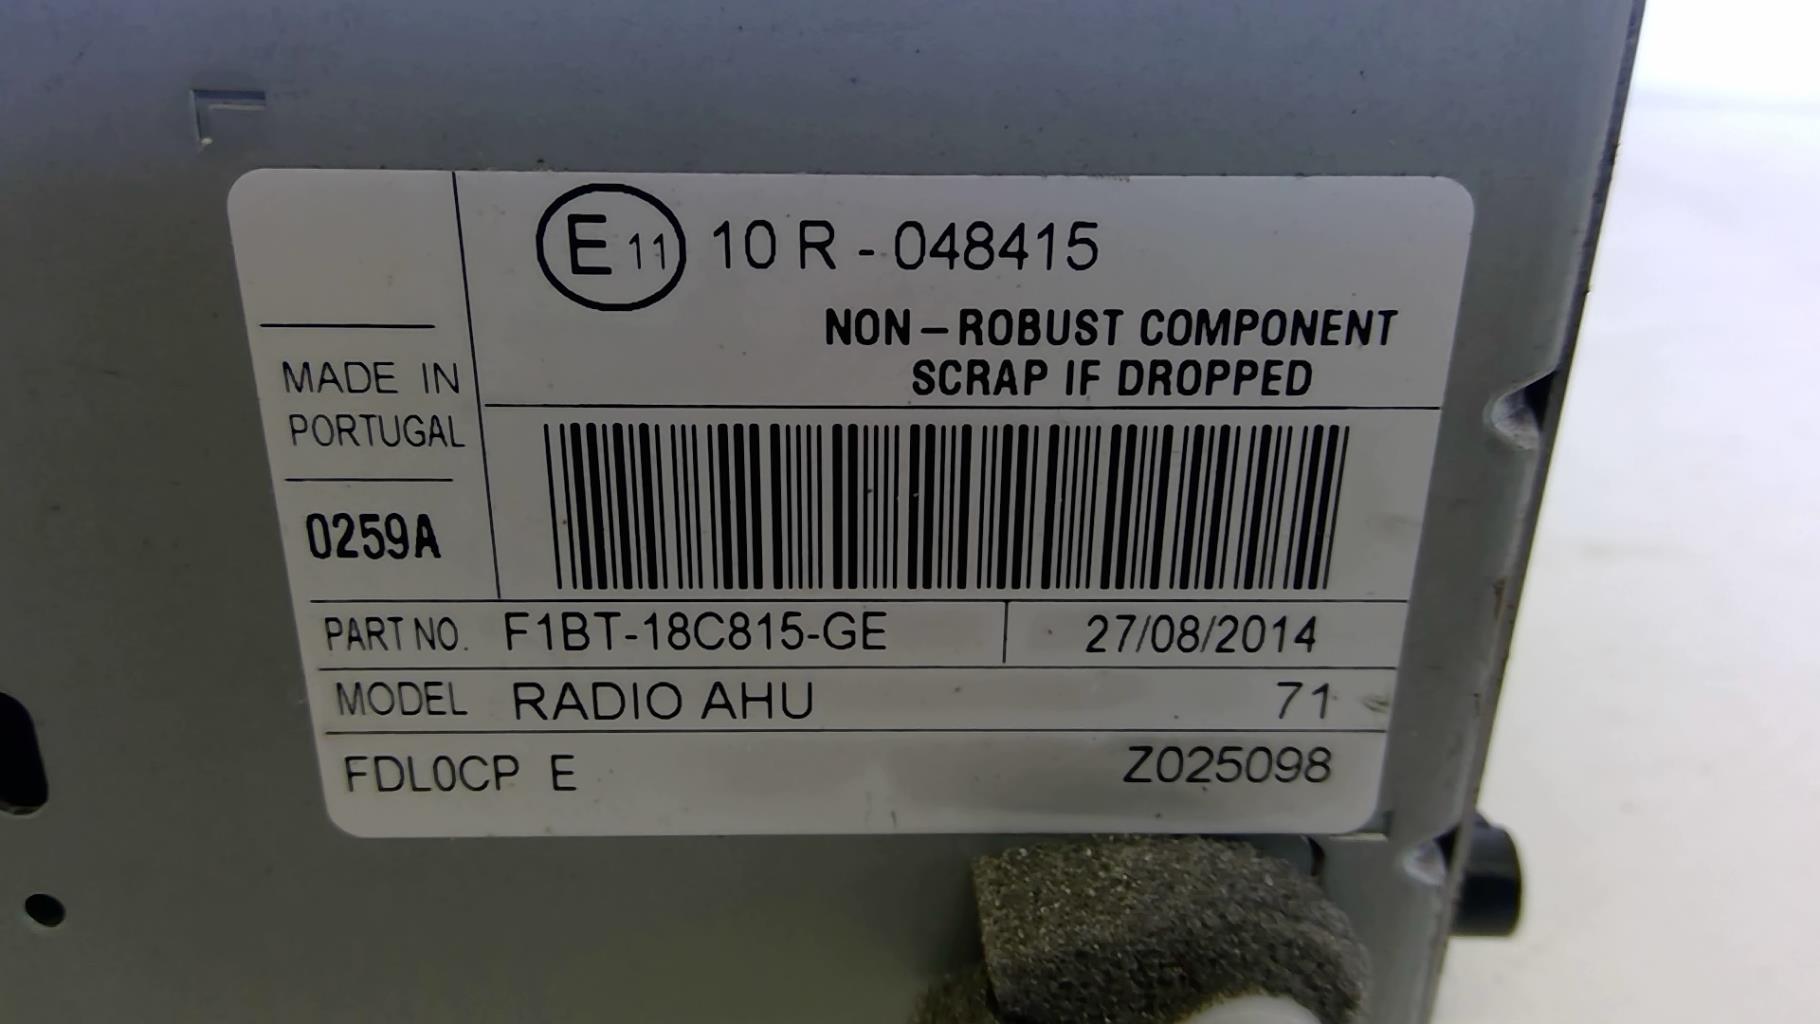 E 11 10 R - 048415
NON-ROBUST COMPONENT
SCRAP IF DROPPED
MADE IN
PORTUGAL
0259A
PART NO. F1BT-18C815-GE 27/08/2014
MODEL RADIO AHU 71
FDL0CP E Z025098